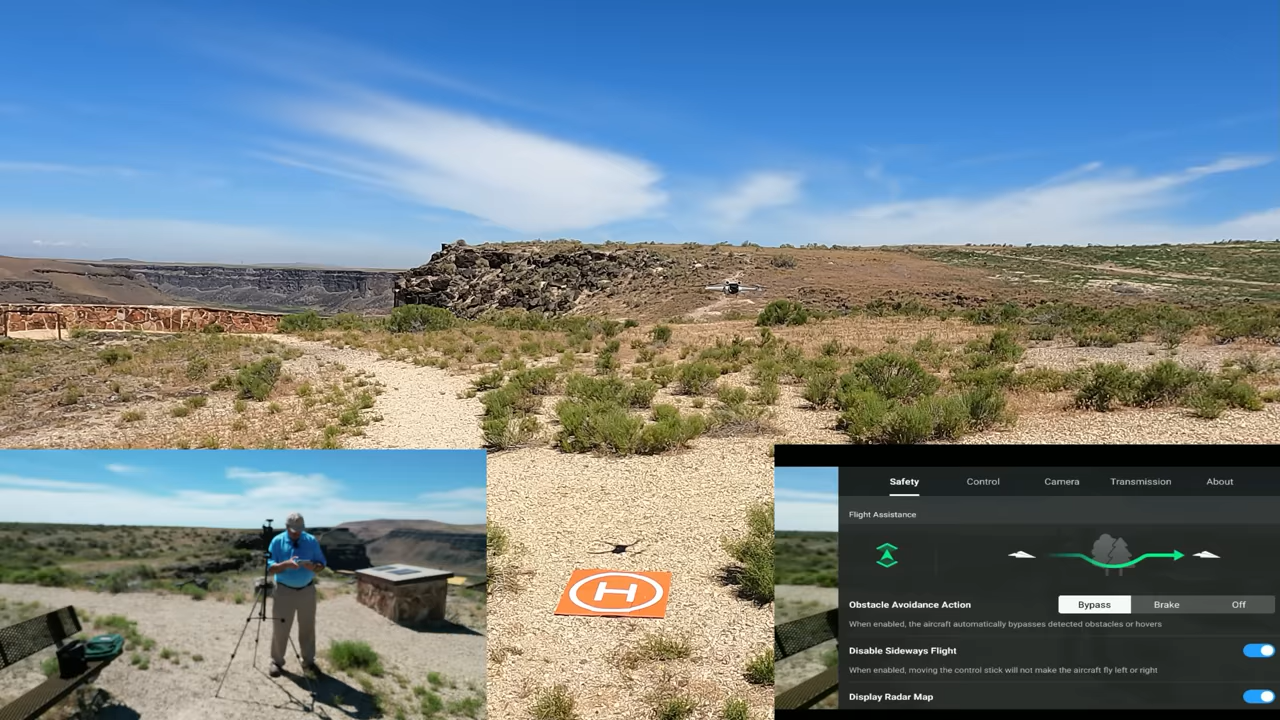 H
Safety Control Camera Transmission About
Flight Assistance
Obstacle Avoidance Action Bypass Brake Off
When enabled, the aircraft automatically bypasses detected obstacles or hovers
Disable Sideways Flight
When enabled, moving the control stick will not make the aircraft fly left or right
Display Radar Map